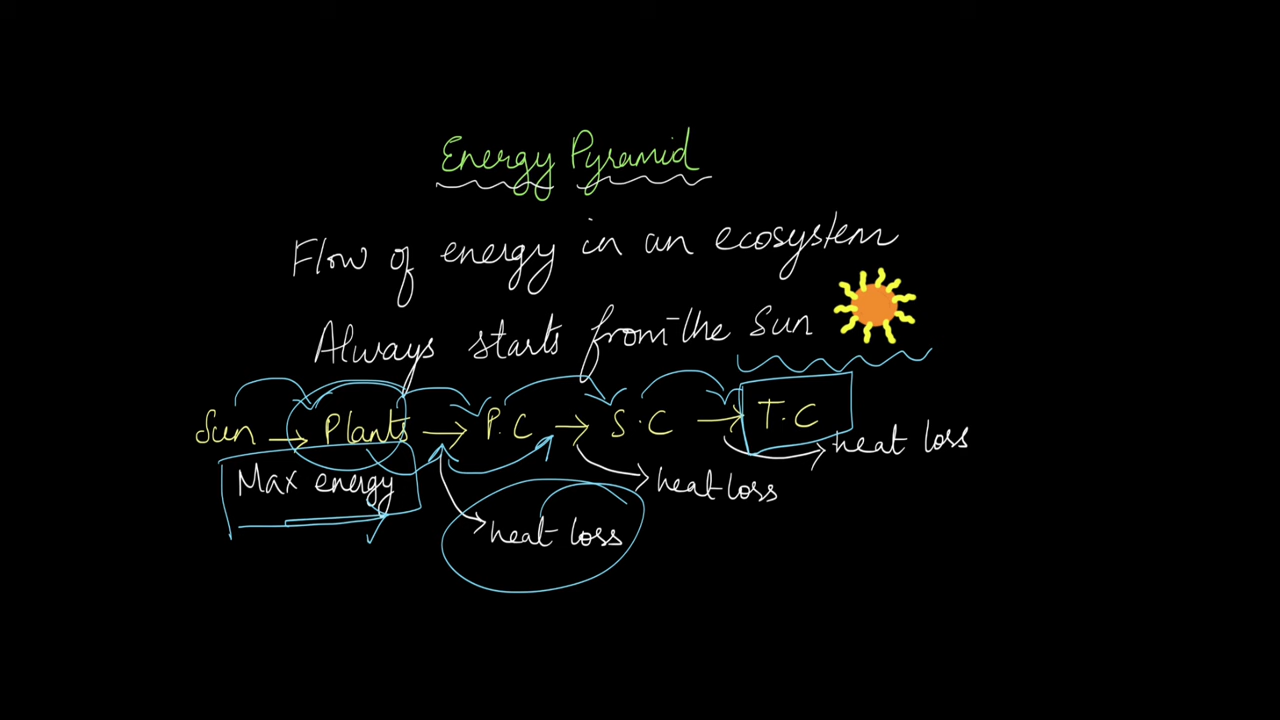 Energy Pyramid
Flow of energy in an ecosystem
Always starts from the Sun
Sun → Plants → P.C → S.C → T.C
heat loss
Max energy
heat loss
heat loss